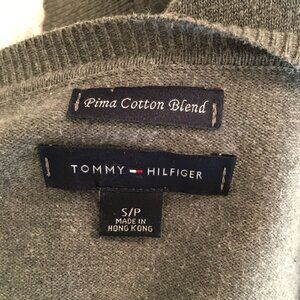 Pima Cotton Blend
TOMMY HILFIGER
S/P
MADE IN
HONG KONG